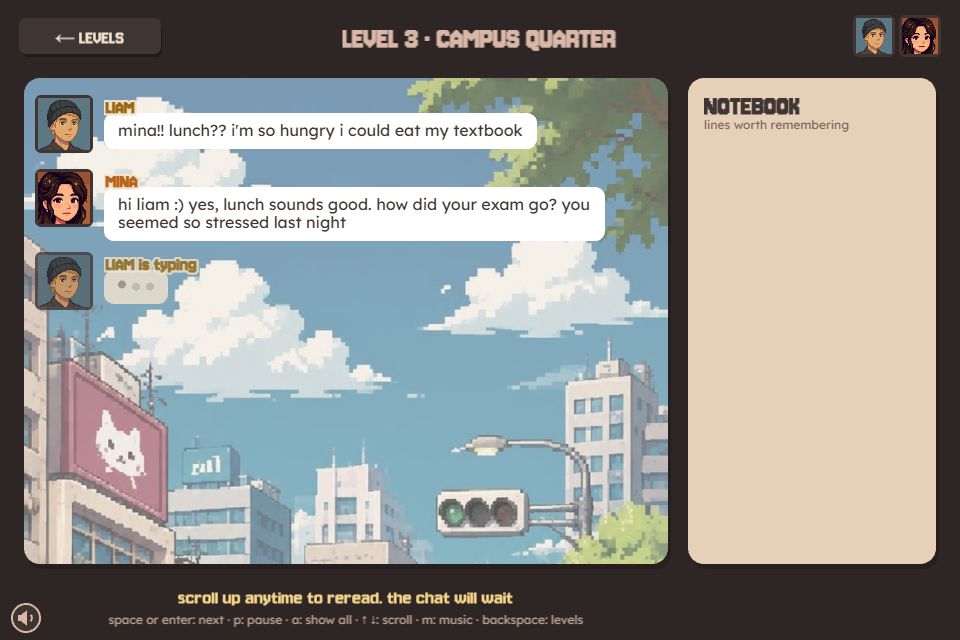 ← LEVELS
LEVEL 3 · CAMPUS QUARTER
LIAM
mina!! lunch?? i'm so hungry i could eat my textbook
MINA
hi liam :) yes, lunch sounds good. how did your exam go? you
seemed so stressed last night
LIAM is typing
NOTEBOOK
lines worth remembering
scroll up anytime to reread. the chat will wait
space or enter: next · p: pause · a: show all · ↑ ↓: scroll · m: music · backspace: levels